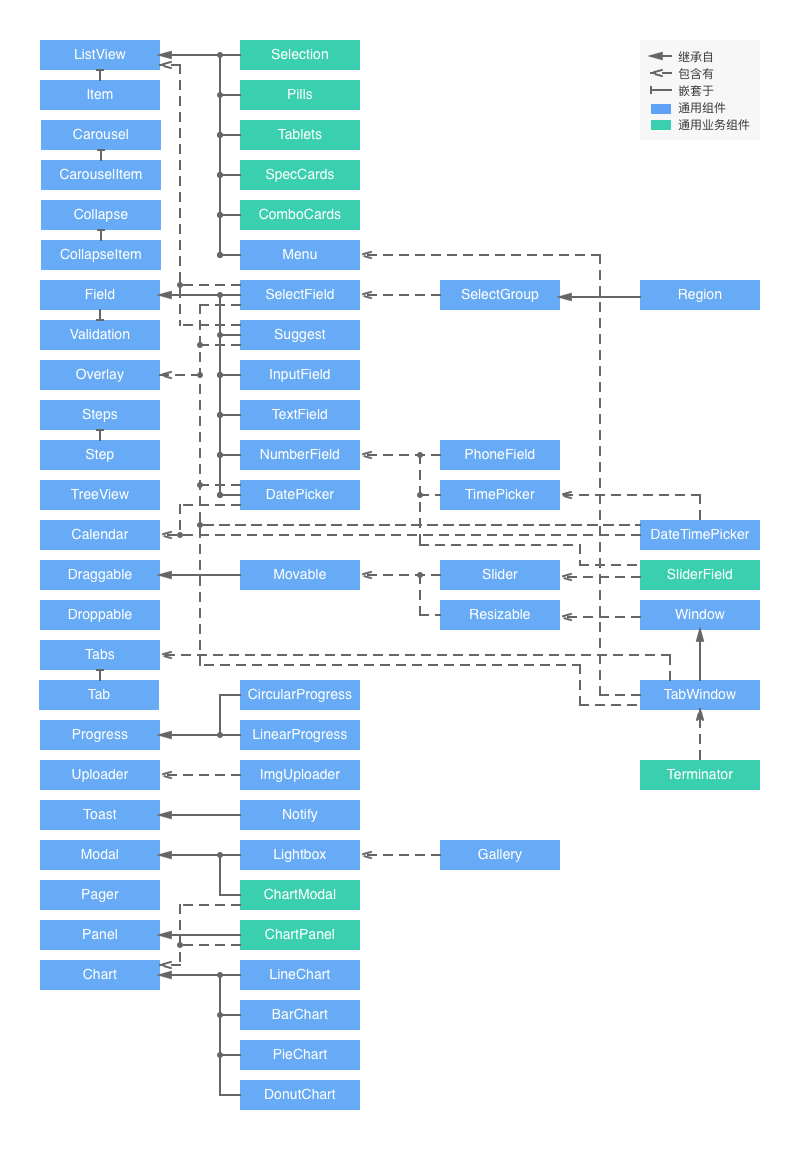 ListView
Selection
继承自
包含有
嵌套于
通用组件
通用业务组件
Item
Pills
Carousel
Tablets
CarouselItem
SpecCards
Collapse
ComboCards
CollapseItem
Menu
Field
SelectField
SelectGroup
Region
Validation
Suggest
Overlay
InputField
Steps
TextField
Step
NumberField
PhoneField
TreeView
DatePicker
TimePicker
Calendar
DateTimePicker
Draggable
Movable
Slider
SliderField
Droppable
Resizable
Window
Tabs
Tab
CircularProgress
TabWindow
Progress
LinearProgress
Uploader
ImgUploader
Terminator
Toast
Notify
Modal
Lightbox
Gallery
Pager
ChartModal
Panel
ChartPanel
Chart
LineChart
BarChart
PieChart
DonutChart